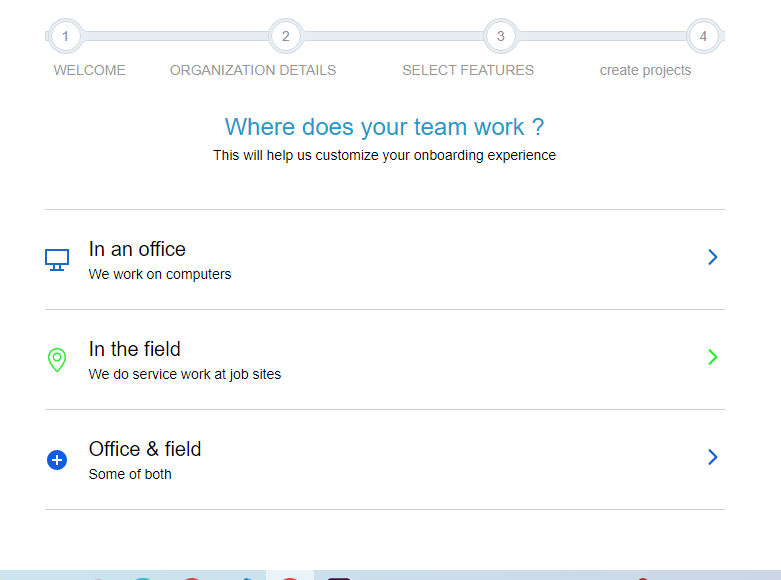 1 2 3 4
WELCOME ORGANIZATION DETAILS SELECT FEATURES create projects
Where does your team work ?
This will help us customize your onboarding experience
In an office
We work on computers
In the field
We do service work at job sites
Office & field
Some of both